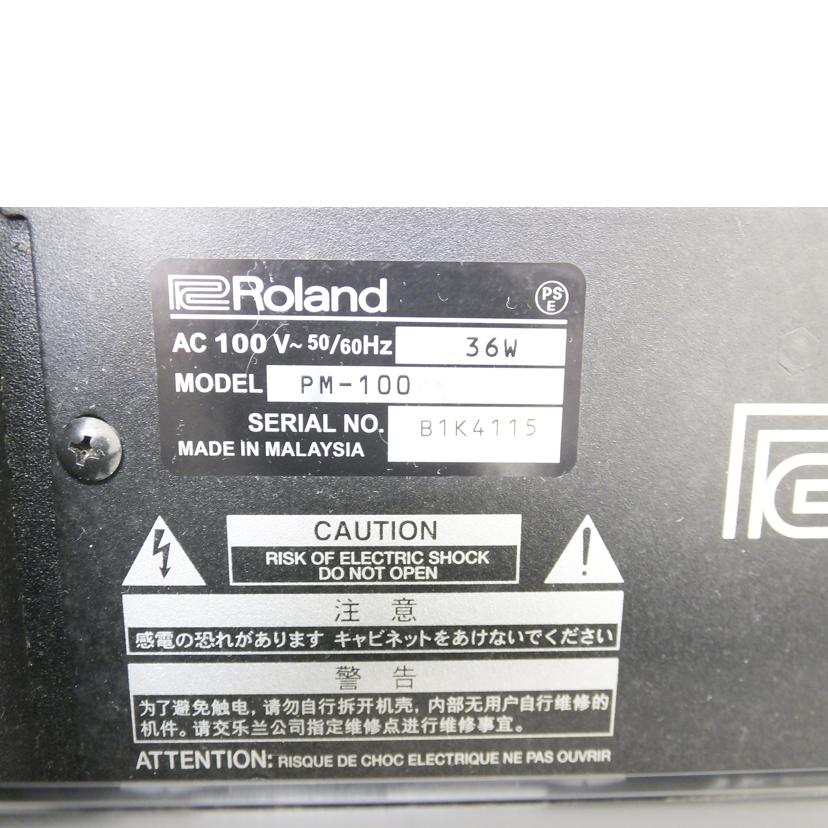 Roland
PS
E
AC 100 V~ 50/60Hz 36W
MODEL PM-100
SERIAL NO. B1K4115
MADE IN MALAYSIA
CAUTION
RISK OF ELECTRIC SHOCK
DO NOT OPEN
注 意
感電の恐れがあります キャビネットをあけないでください
警 告
为了避免触电，请勿自行拆开机壳，内部无用户自行维修的
机件。请交乐兰公司指定维修点进行维修事宜。
ATTENTION: RISQUE DE CHOC ELECTRIQUE NE PAS OUVRIR